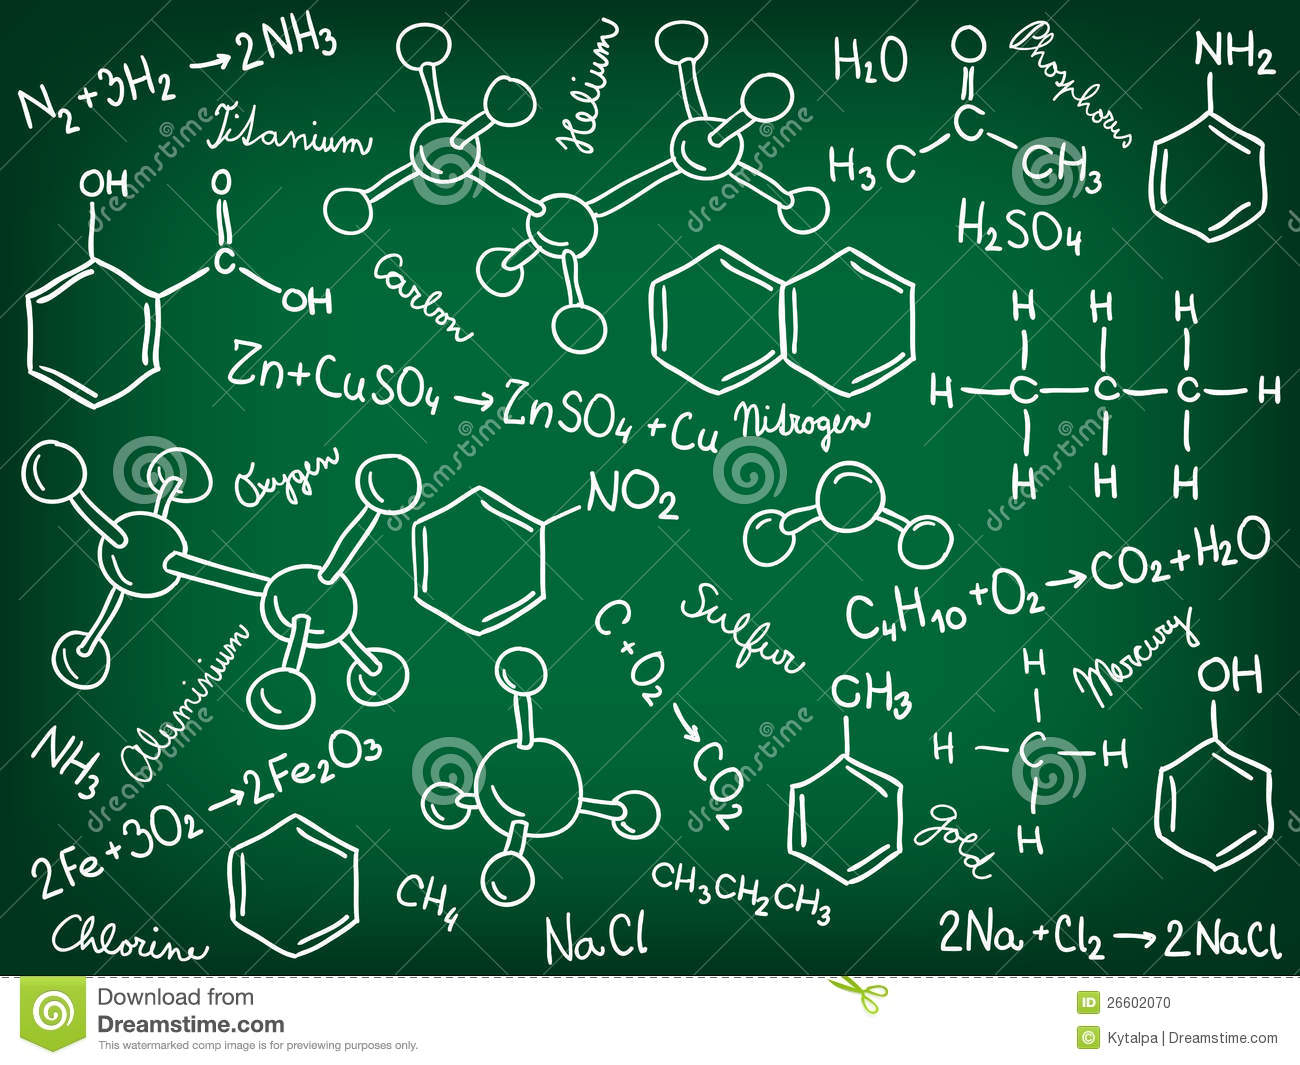 N2+3H2→2NH3
Titanium
Helium
H2O
Phosphorus
NH2
O
C
H3C
CH3
H2SO4
OH
O
C
OH
Carbon
Zn+CuSO4→ZnSO4+Cu
Nitrogen
H H H
H C C C H
H H H
Oxygen
NO2
C4H10+O2→CO2+H2O
Sulfur
C+O2→CO2
Mercury
Aluminium
NH3
2Fe+3O2→2Fe2O3
CH3
H
H C H
H
OH
Gold
Chlorine
CH4
NaCl
CH3CH2CH3
2Na+Cl2→2NaCl
dreamstime
Download from
Dreamstime.com
This watermarked comp image is for previewing purposes only.
ID 26602070
© Kytalpa | Dreamstime.com